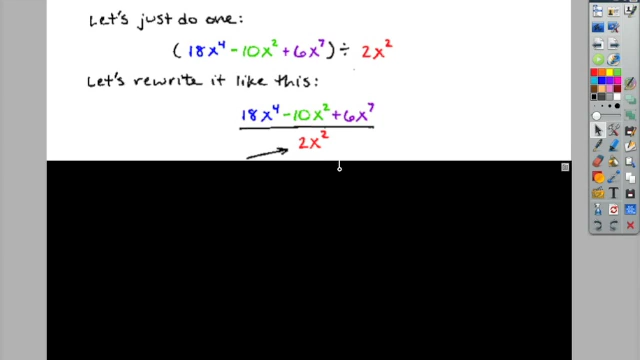 Let's just do one:
(18x⁴ - 10x² + 6x⁷) ÷ 2x²
Let's rewrite it like this:
18x⁴ - 10x² + 6x⁷
2x²